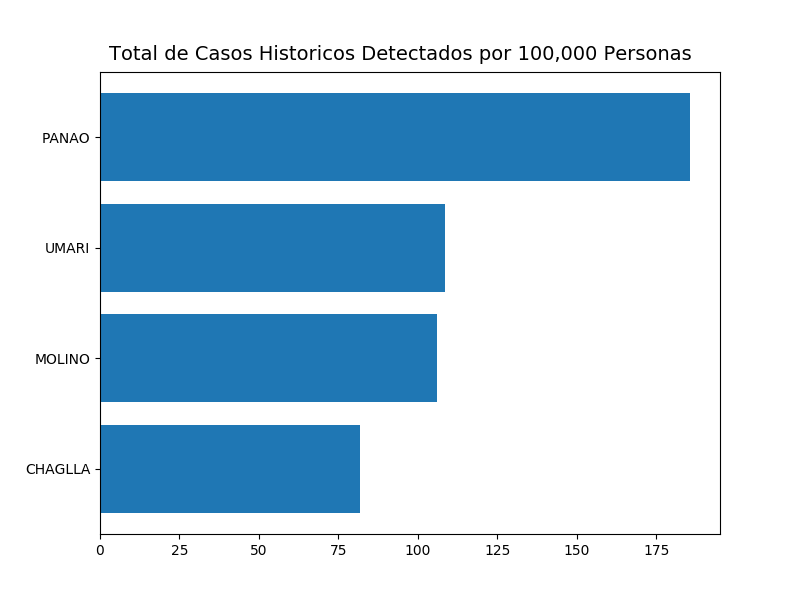 Total de Casos Historicos Detectados por 100,000 Personas
PANAO
UMARI
MOLINO
CHAGLLA
0 25 50 75 100 125 150 175